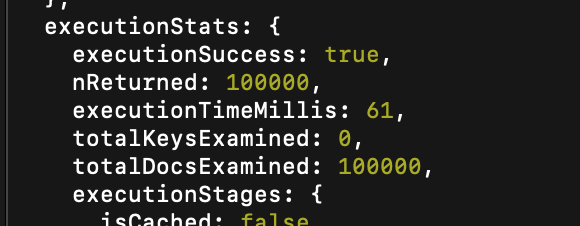 },
executionStats: {
executionSuccess: true,
nReturned: 100000,
executionTimeMillis: 61,
totalKeysExamined: 0,
totalDocsExamined: 100000,
executionStages: {
isCached: false